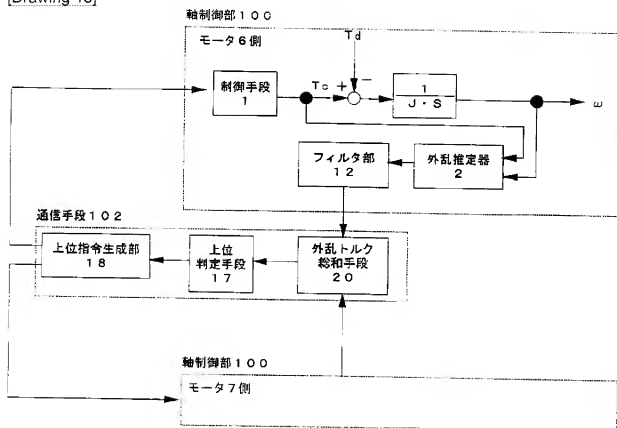 軸制御部100
モータ6側
Td
制御手段
1
Tc
+
−
1
J・S
ω
フィルタ部
12
外乱推定器
2
通信手段102
上位指令生成部
18
上位
判定手段
17
外乱トルク
総和手段
20
軸制御部100
モータ7側